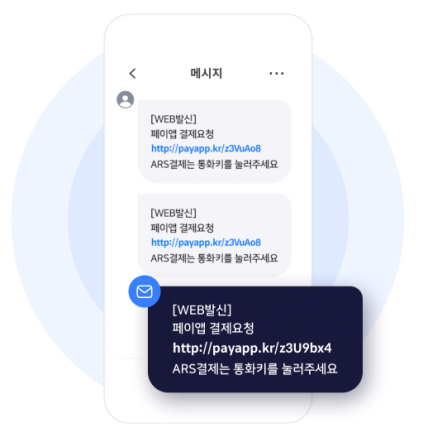 메시지
[WEB발신]
페이앱 결제요청
http://payapp.kr/z3VuAo8
ARS결제는 통화키를 눌러주세요
[WEB발신]
페이앱 결제요청
http://payapp.kr/z3VuAo8
ARS결제는 통화키를 눌러주세요
[WEB발신]
페이앱 결제요청
http://payapp.kr/z3U9bx4
ARS결제는 통화키를 눌러주세요